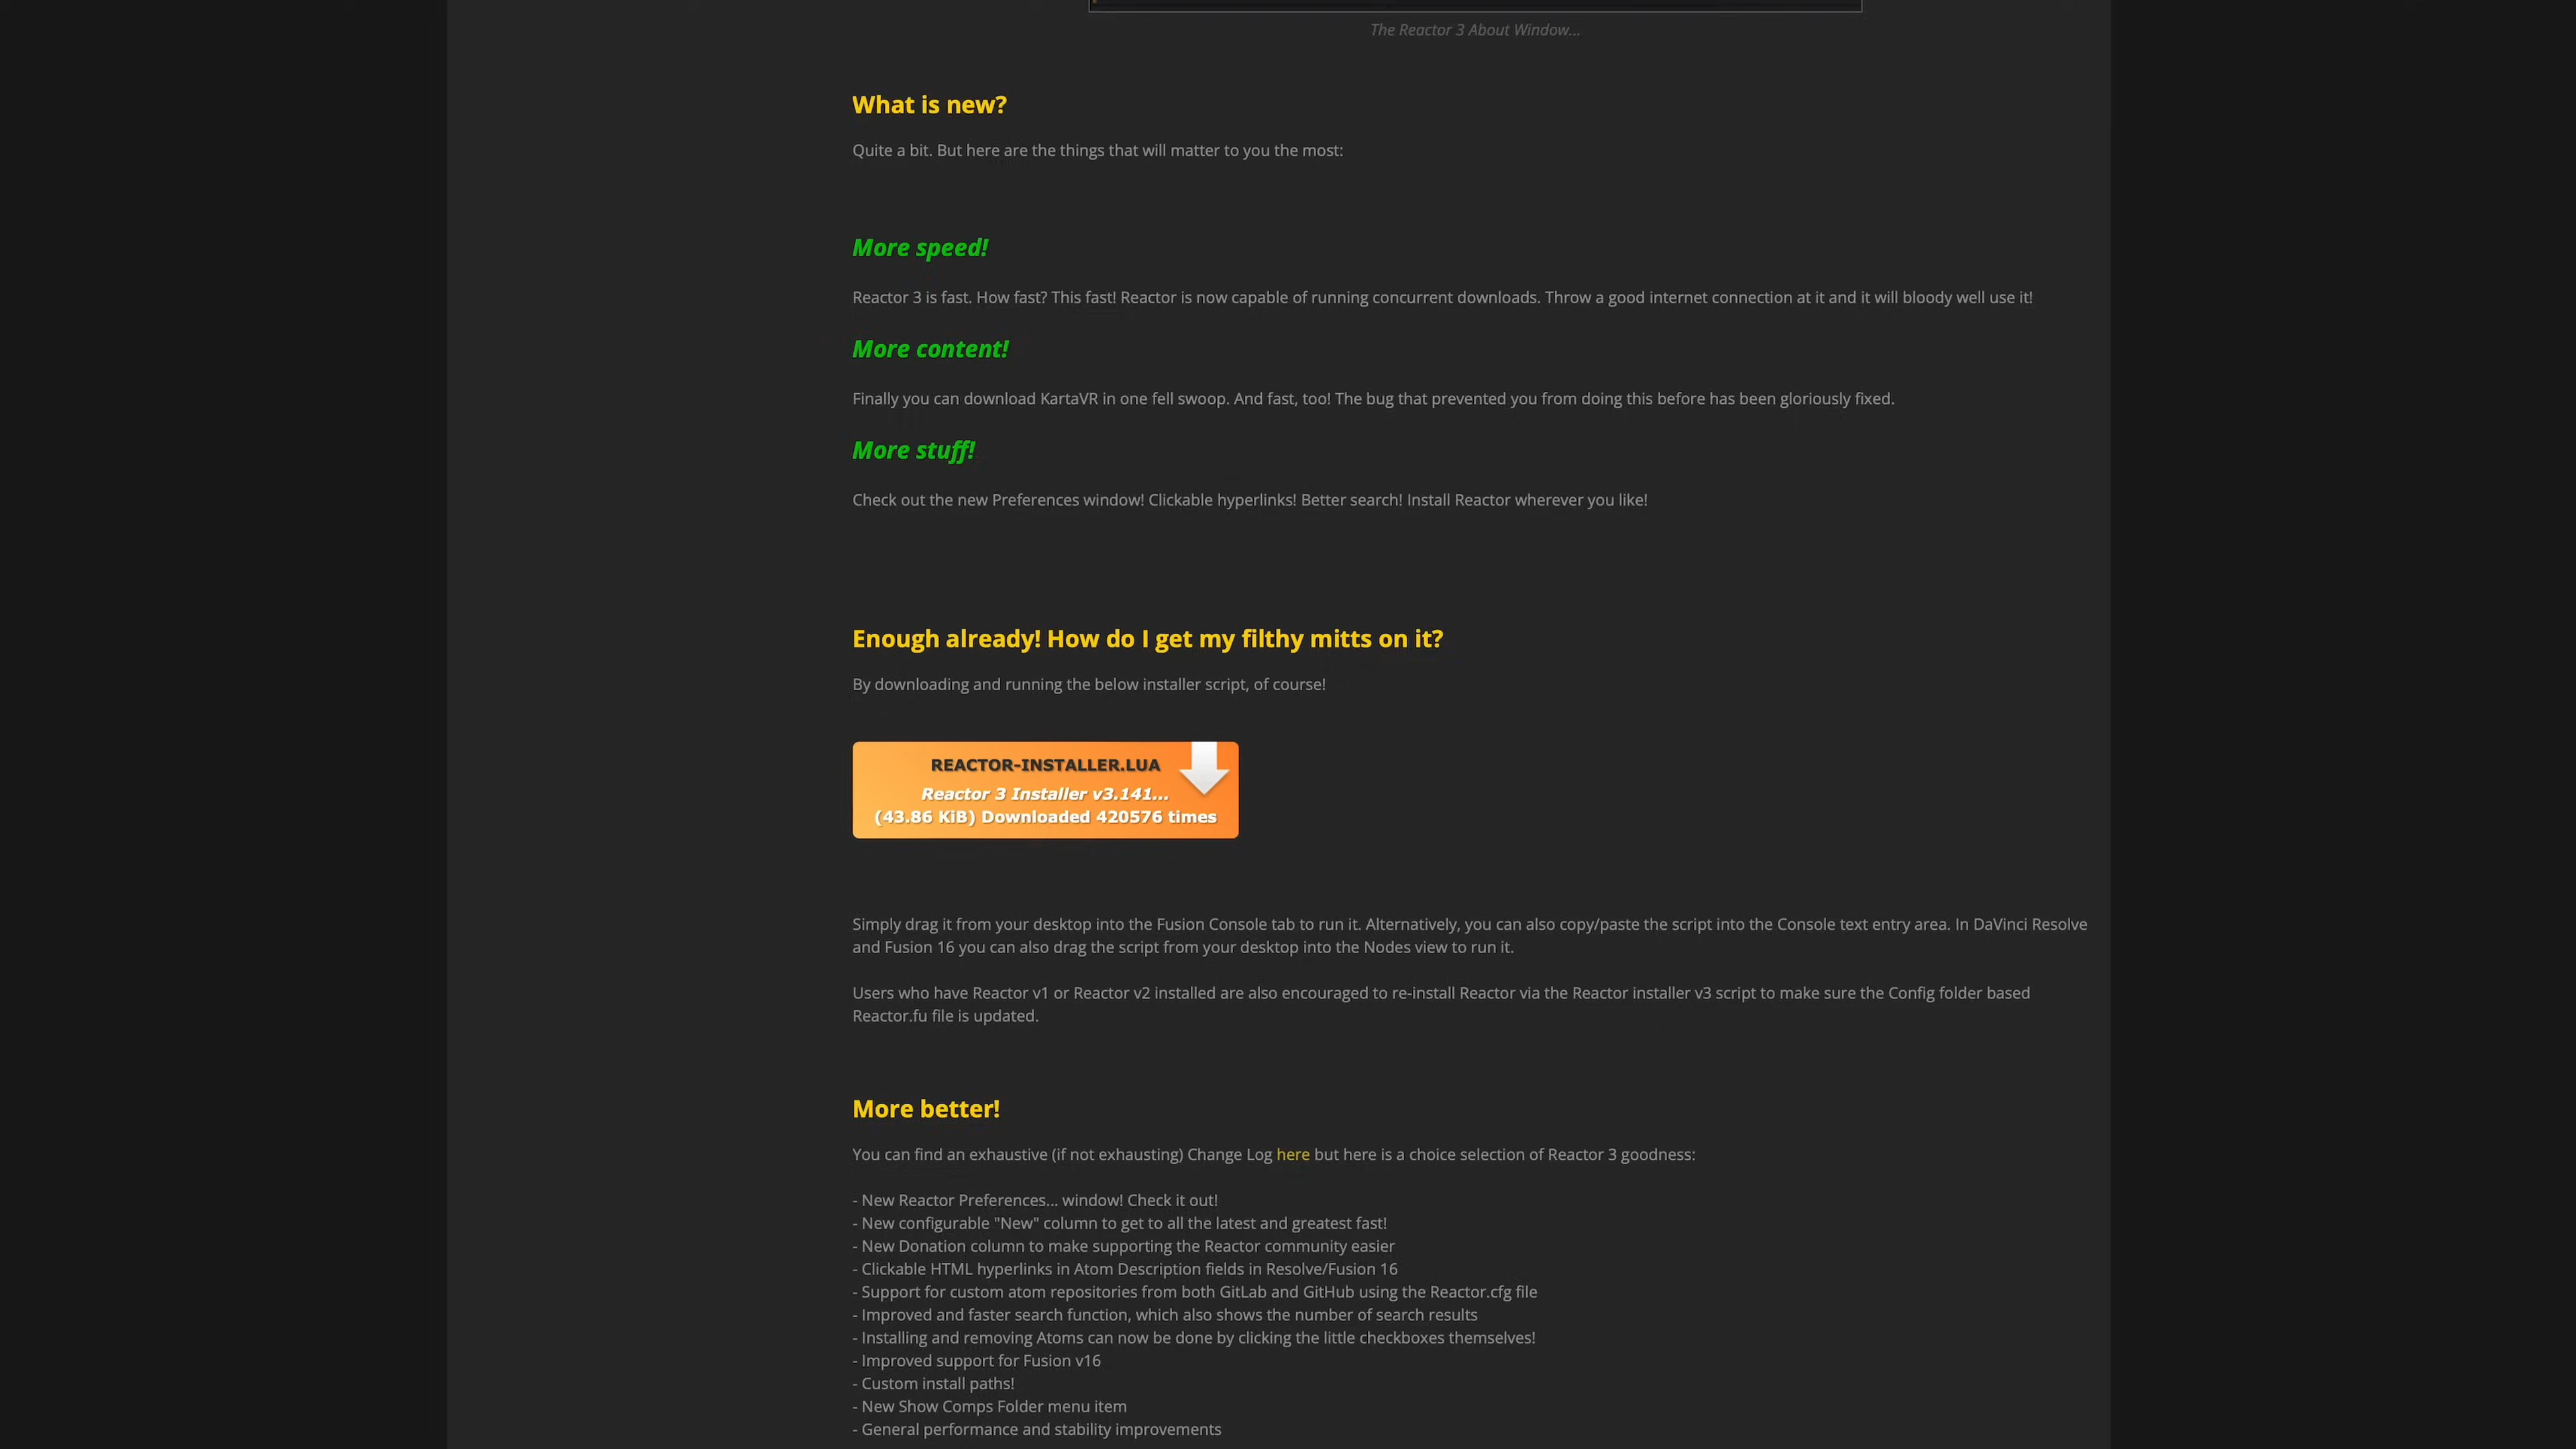 The Reactor 3 About Window...
What is new?
Quite a bit. But here are the things that will matter to you the most:
More speed!
Reactor 3 is fast. How fast? This fast! Reactor is now capable of running concurrent downloads. Throw a good internet connection at it and it will bloody well use it!
More content!
Finally you can download KartaVR in one fell swoop. And fast, too! The bug that prevented you from doing this before has been gloriously fixed.
More stuff!
Check out the new Preferences window! Clickable hyperlinks! Better search! Install Reactor wherever you like!
Enough already! How do I get my filthy mitts on it?
By downloading and running the below installer script, of course!
REACTOR-INSTALLER.LUA
Reactor 3 Installer v3.141...
(43.86 KiB) Downloaded 420576 times
Simply drag it from your desktop into the Fusion Console tab to run it. Alternatively, you can also copy/paste the script into the Console text entry area. In DaVinci Resolve
and Fusion 16 you can also drag the script from your desktop into the Nodes view to run it.
Users who have Reactor v1 or Reactor v2 installed are also encouraged to re-install Reactor via the Reactor installer v3 script to make sure the Config folder based
Reactor.fu file is updated.
More better!
You can find an exhaustive (if not exhausting) Change Log here but here is a choice selection of Reactor 3 goodness:
- New Reactor Preferences... window! Check it out!
- New configurable "New" column to get to all the latest and greatest fast!
- New Donation column to make supporting the Reactor community easier
- Clickable HTML hyperlinks in Atom Description fields in Resolve/Fusion 16
- Support for custom atom repositories from both GitLab and GitHub using the Reactor.cfg file
- Improved and faster search function, which also shows the number of search results
- Installing and removing Atoms can now be done by clicking the little checkboxes themselves!
- Improved support for Fusion v16
- Custom install paths!
- New Show Comps Folder menu item
- General performance and stability improvements